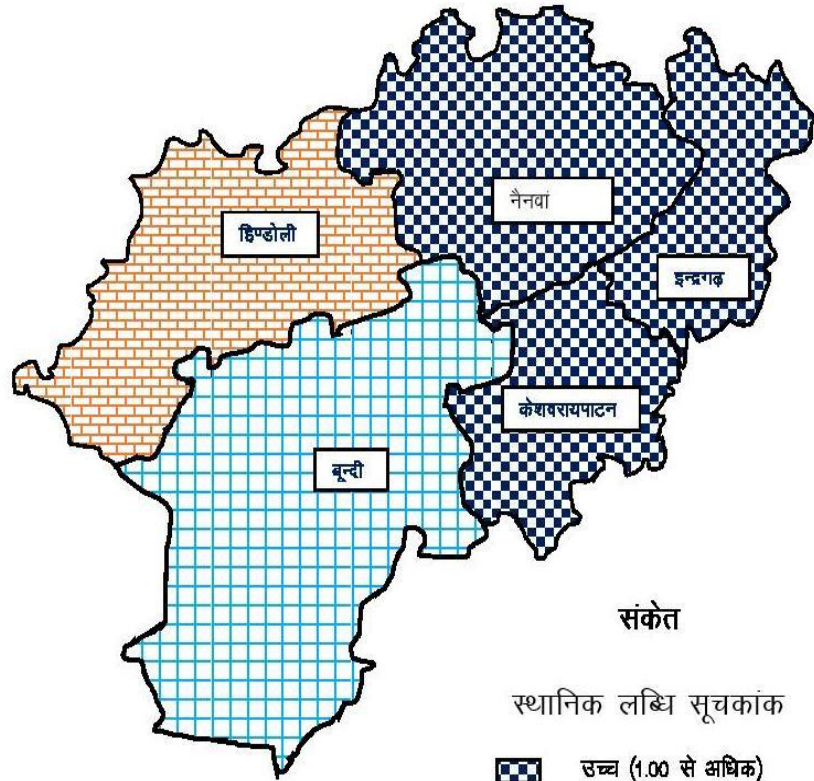 नैनवां
हिण्डोली
इन्द्रगढ़
केशवरायपाटन
बून्दी
संकेत
स्थानिक लब्धि सूचकांक
उच्च (1.00 से अधिक)